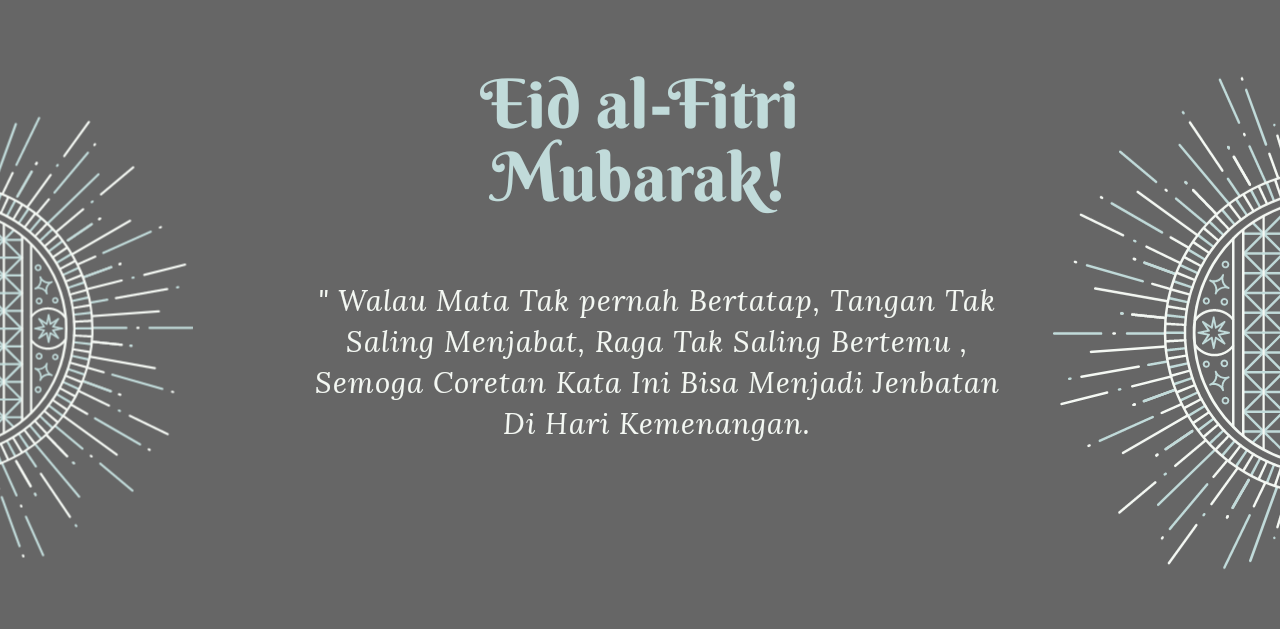 Eid al-Fitri
Mubarak!
" Walau Mata Tak pernah Bertatap, Tangan Tak
Saling Menjabat, Raga Tak Saling Bertemu ,
Semoga Coretan Kata Ini Bisa Menjadi Jenbatan
Di Hari Kemenangan.